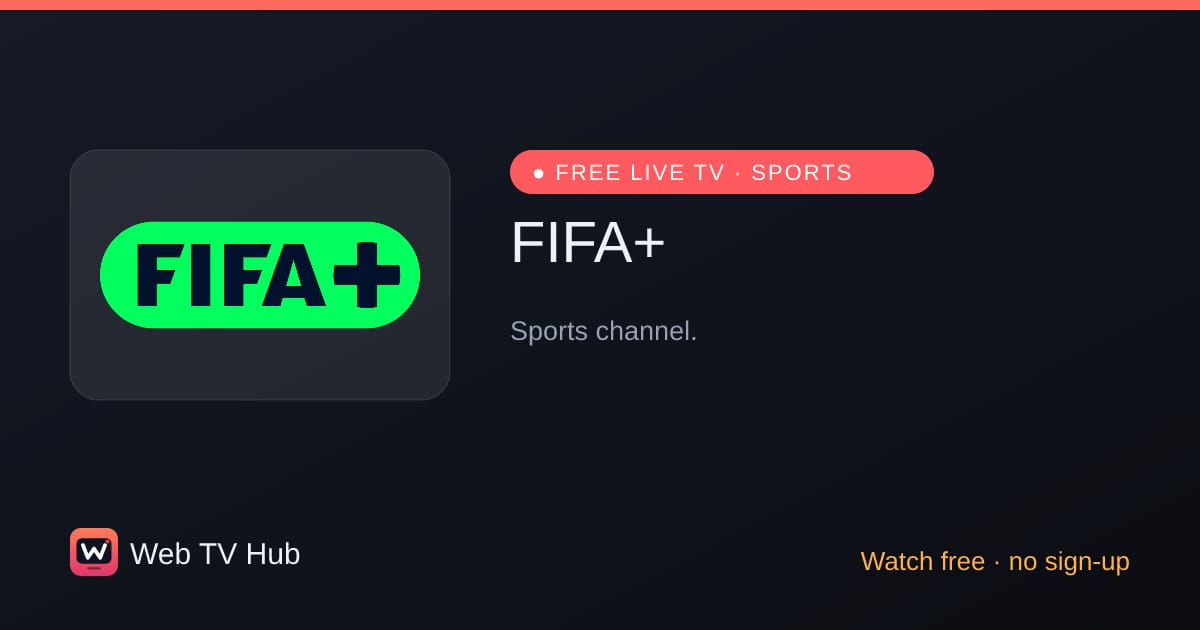 FIFA+
FREE LIVE TV · SPORTS
FIFA+
Sports channel.
W
Web TV Hub
Watch free · no sign-up